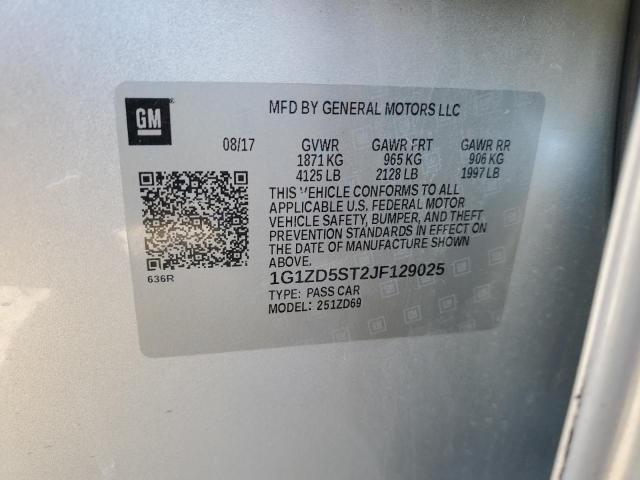 GM
MFD BY GENERAL MOTORS LLC
08/17 GVWR GAWR FRT GAWR RR
1871 KG 965 KG 906 KG
4125 LB 2128 LB 1997 LB
THIS VEHICLE CONFORMS TO ALL
APPLICABLE U.S. FEDERAL MOTOR
VEHICLE SAFETY, BUMPER, AND THEFT
PREVENTION STANDARDS IN EFFECT ON
THE DATE OF MANUFACTURE SHOWN
ABOVE.
636R
1G1ZD5ST2JF129025
TYPE: PASS CAR
MODEL: 251ZD69